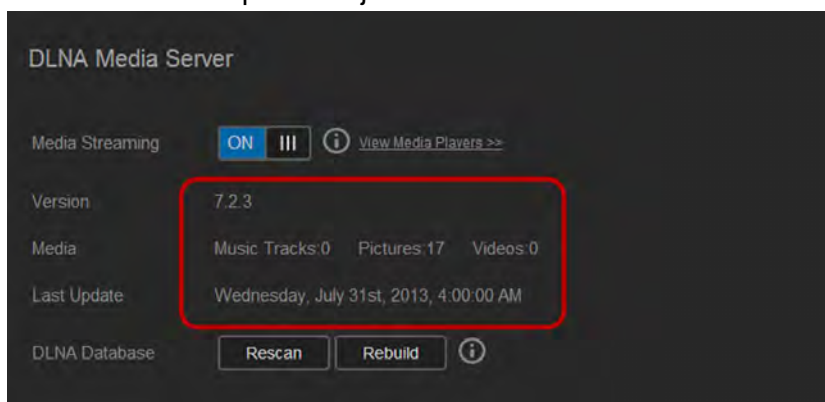 DLNA Media Server
Media Streaming ON View Media Players >>
Version 7.2.3
Media Music Tracks:0 Pictures:17 Videos:0
Last Update Wednesday, July 31st, 2013, 4:00:00 AM
DLNA Database Rescan Rebuild